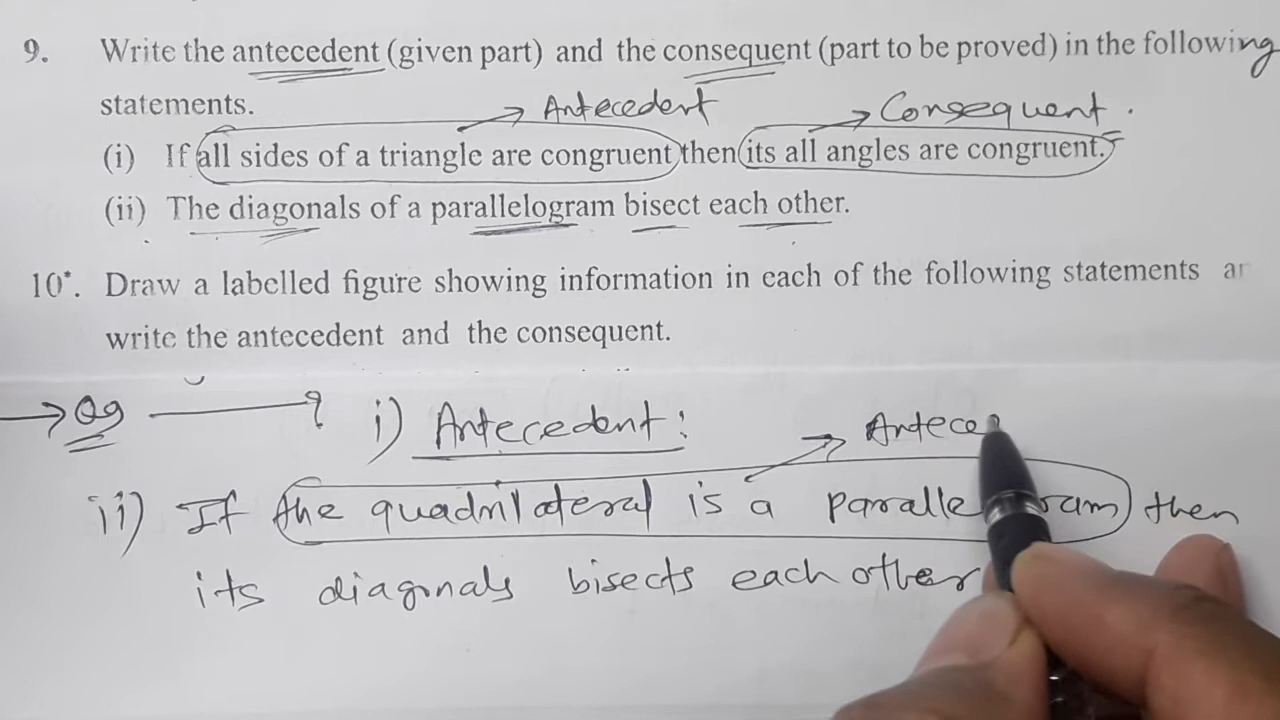 9. Write the antecedent (given part) and the consequent (part to be proved) in the following
statements. → Antecedent → Consequent.
(i) If all sides of a triangle are congruent then its all angles are congruent.
(ii) The diagonals of a parallelogram bisect each other.
10*. Draw a labelled figure showing information in each of the following statements
write the antecedent and the consequent.
→ Q9 i) Antecedent: → Antece
ii) If the quadrilateral is a then
its diagonals bisects each other